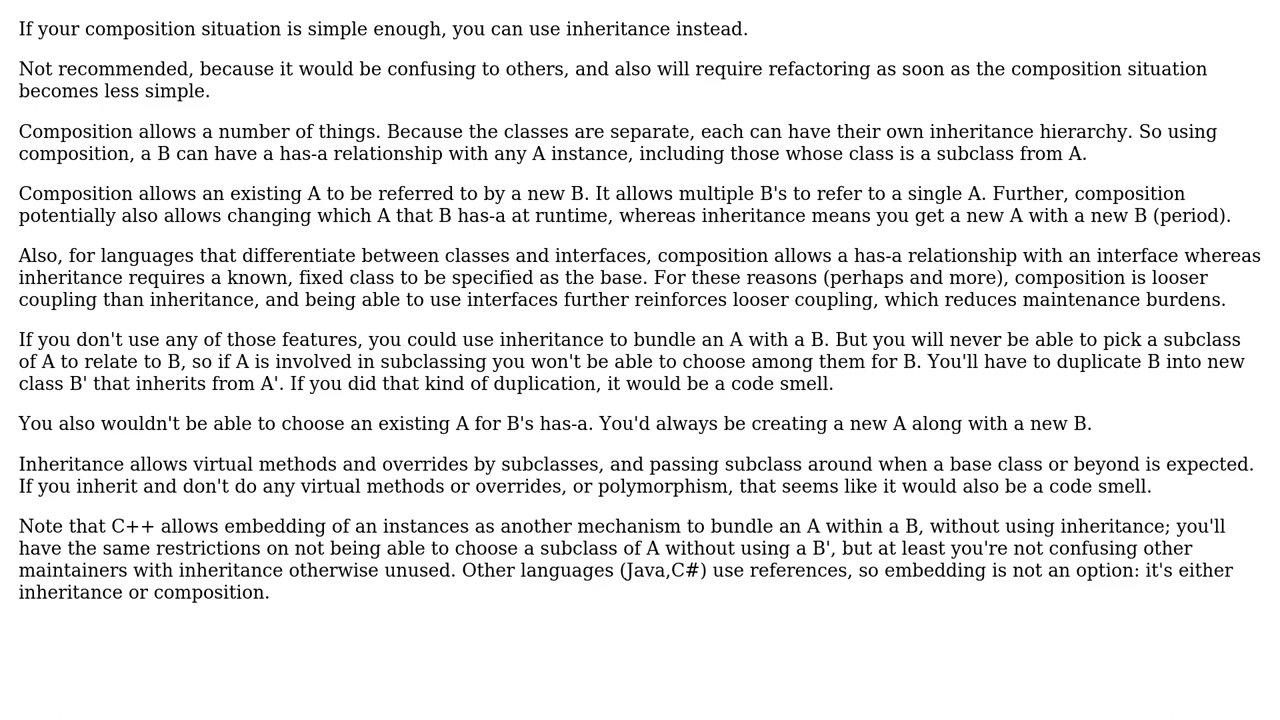 If your composition situation is simple enough, you can use inheritance instead.
Not recommended, because it would be confusing to others, and also will require refactoring as soon as the composition situation
becomes less simple.
Composition allows a number of things. Because the classes are separate, each can have their own inheritance hierarchy. So using
composition, a B can have a has-a relationship with any A instance, including those whose class is a subclass from A.
Composition allows an existing A to be referred to by a new B. It allows multiple B's to refer to a single A. Further, composition
potentially also allows changing which A that B has-a at runtime, whereas inheritance means you get a new A with a new B (period).
Also, for languages that differentiate between classes and interfaces, composition allows a has-a relationship with an interface whereas
inheritance requires a known, fixed class to be specified as the base. For these reasons (perhaps and more), composition is looser
coupling than inheritance, and being able to use interfaces further reinforces looser coupling, which reduces maintenance burdens.
If you don't use any of those features, you could use inheritance to bundle an A with a B. But you will never be able to pick a subclass
of A to relate to B, so if A is involved in subclassing you won't be able to choose among them for B. You'll have to duplicate B into new
class B' that inherits from A'. If you did that kind of duplication, it would be a code smell.
You also wouldn't be able to choose an existing A for B's has-a. You'd always be creating a new A along with a new B.
Inheritance allows virtual methods and overrides by subclasses, and passing subclass around when a base class or beyond is expected.
If you inherit and don't do any virtual methods or overrides, or polymorphism, that seems like it would also be a code smell.
Note that C++ allows embedding of an instances as another mechanism to bundle an A within a B, without using inheritance; you'll
have the same restrictions on not being able to choose a subclass of A without using a B', but at least you're not confusing other
maintainers with inheritance otherwise unused. Other languages (Java,C#) use references, so embedding is not an option: it's either
inheritance or composition.